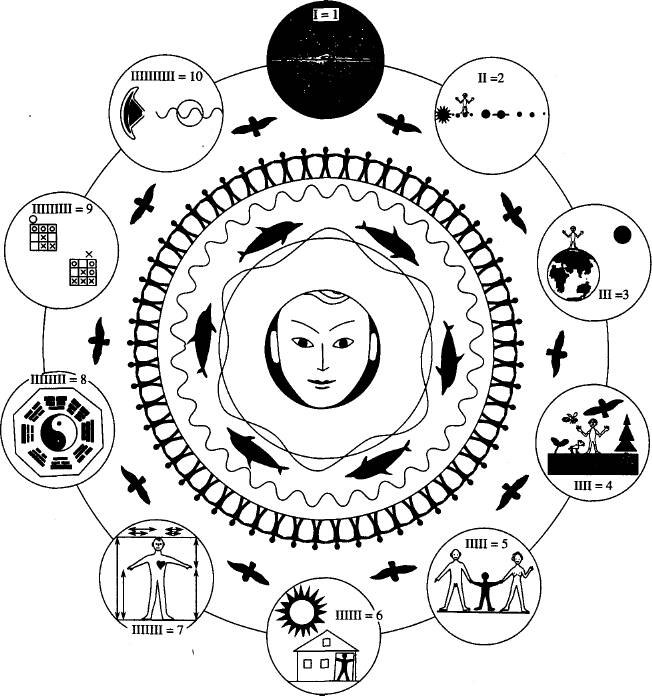 I = 1
II =2
III =3
IIII = 4
IIIII = 5
IIIIII = 6
IIIIIII = 7
IIIIIIII = 8
IIIIIIIII = 9
IIIIIIIIII = 10